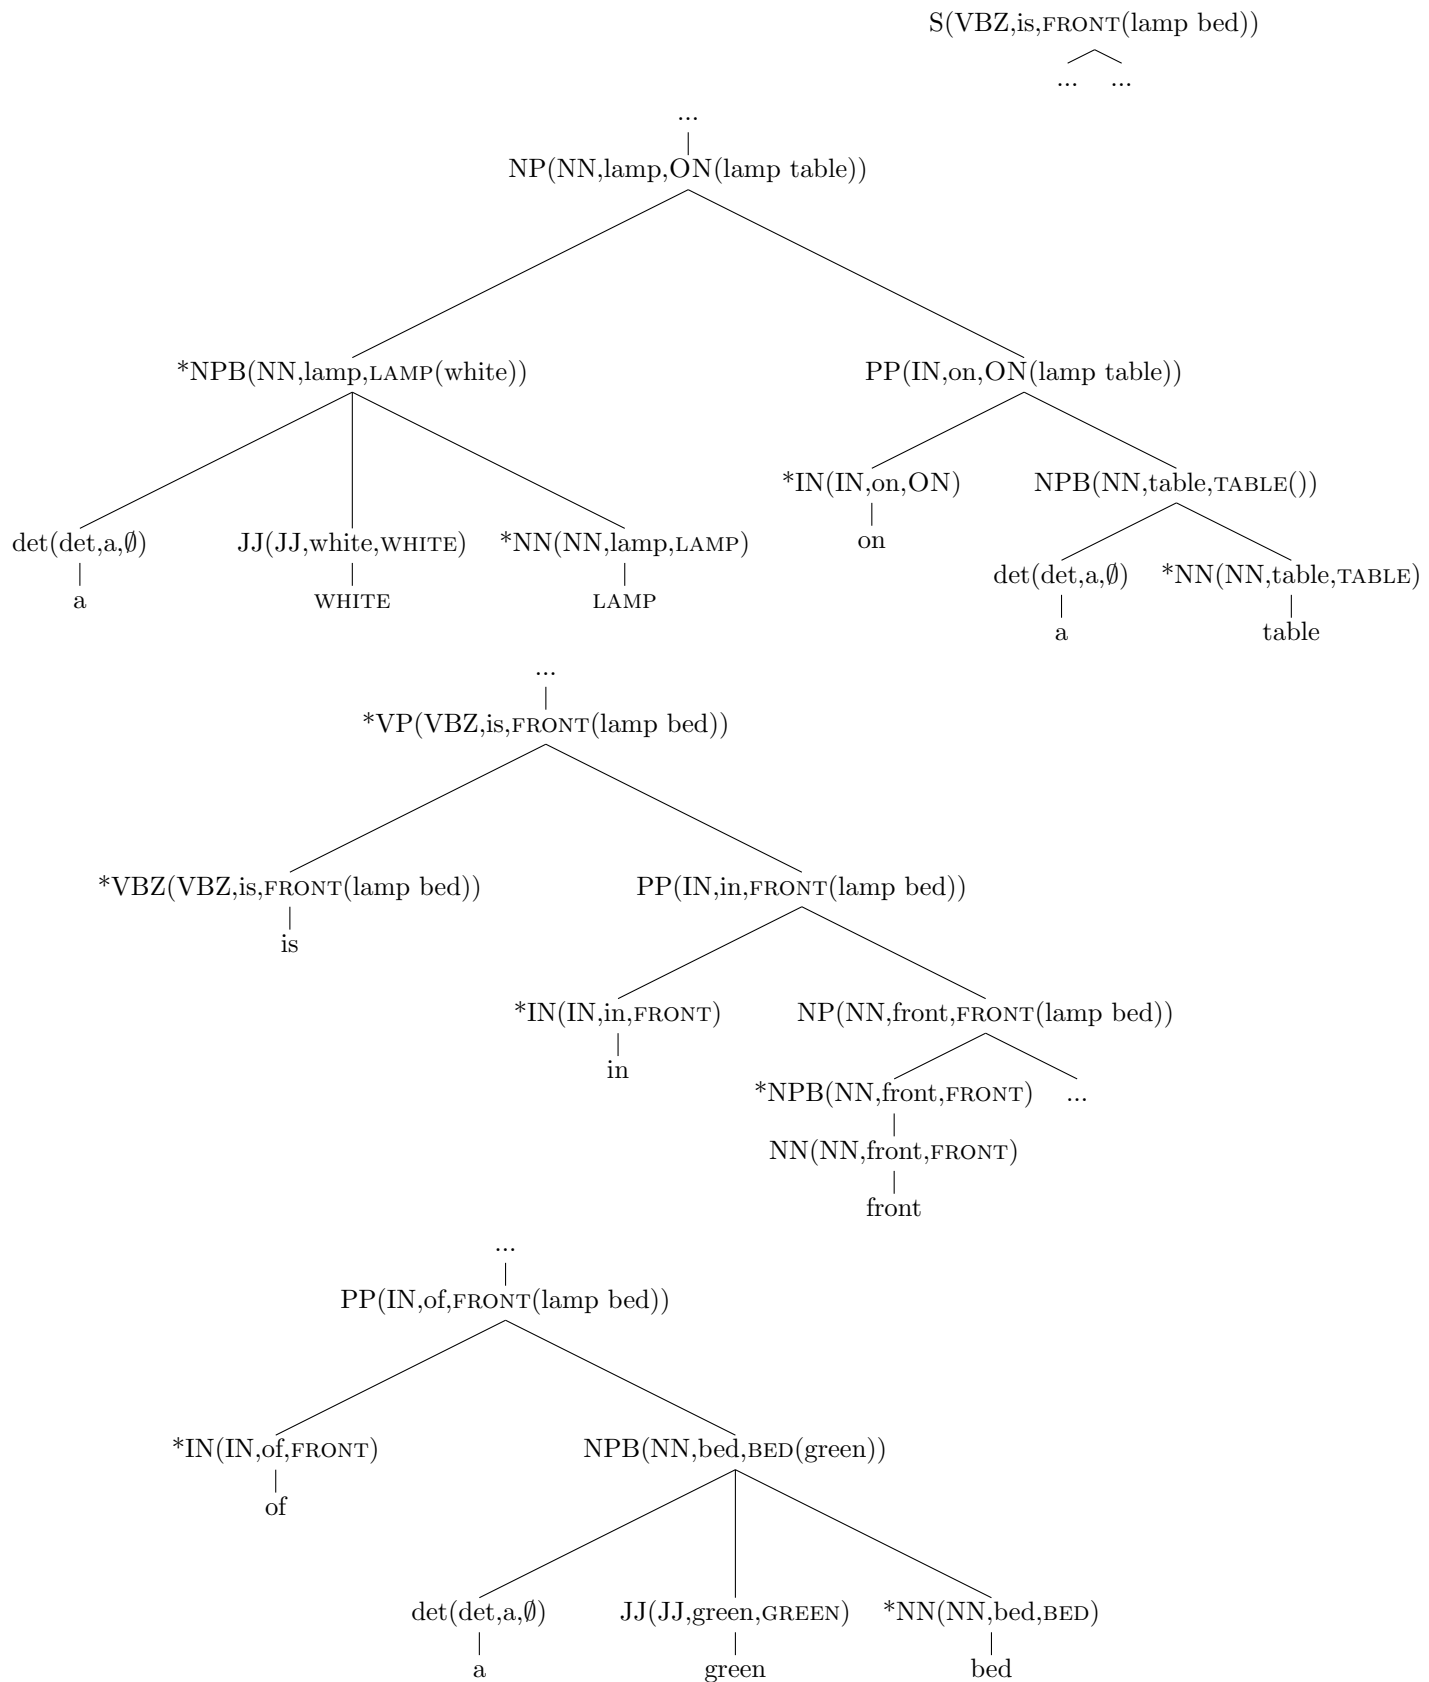 S(VBZ,is,FRONT(lamp bed))
... ...
...
NP(NN,lamp,ON(lamp table))
*NPB(NN,lamp,LAMP(white)) PP(IN,on,ON(lamp table))
*IN(IN,on,ON) NPB(NN,table,TABLE())
det(det,a,∅) JJ(JJ,white,WHITE) *NN(NN,lamp,LAMP) on
det(det,a,∅) *NN(NN,table,TABLE)
a WHITE LAMP
a table
...
*VP(VBZ,is,FRONT(lamp bed))
*VBZ(VBZ,is,FRONT(lamp bed)) PP(IN,in,FRONT(lamp bed))
is
*IN(IN,in,FRONT) NP(NN,front,FRONT(lamp bed))
in
*NPB(NN,front,FRONT) ...
NN(NN,front,FRONT)
front
...
PP(IN,of,FRONT(lamp bed))
*IN(IN,of,FRONT) NPB(NN,bed,BED(green))
of
det(det,a,∅) JJ(JJ,green,GREEN) *NN(NN,bed,BED)
a green bed